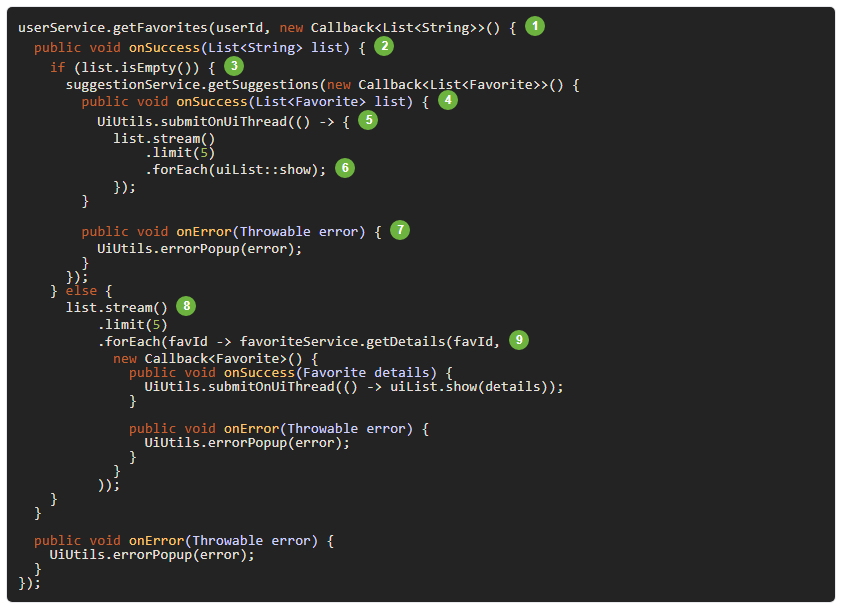 userService.getFavorites(userId, new Callback<List<String>>() { 1
  public void onSuccess(List<String> list) { 2
    if (list.isEmpty()) { 3
      suggestionService.getSuggestions(new Callback<List<Favorite>>() {
        public void onSuccess(List<Favorite> list) { 4
          UiUtils.submitOnUiThread(() -> { 5
            list.stream()
                .limit(5)
                .forEach(uiList::show); 6
            });
        }

        public void onError(Throwable error) { 7
          UiUtils.errorPopup(error);
        }
      });
    } else {
      list.stream() 8
          .limit(5)
          .forEach(favId -> favoriteService.getDetails(favId, 9
            new Callback<Favorite>() {
              public void onSuccess(Favorite details) {
                UiUtils.submitOnUiThread(() -> uiList.show(details));
              }

              public void onError(Throwable error) {
                UiUtils.errorPopup(error);
              }
            }
          ));
    }
  }

  public void onError(Throwable error) {
    UiUtils.errorPopup(error);
  }
});